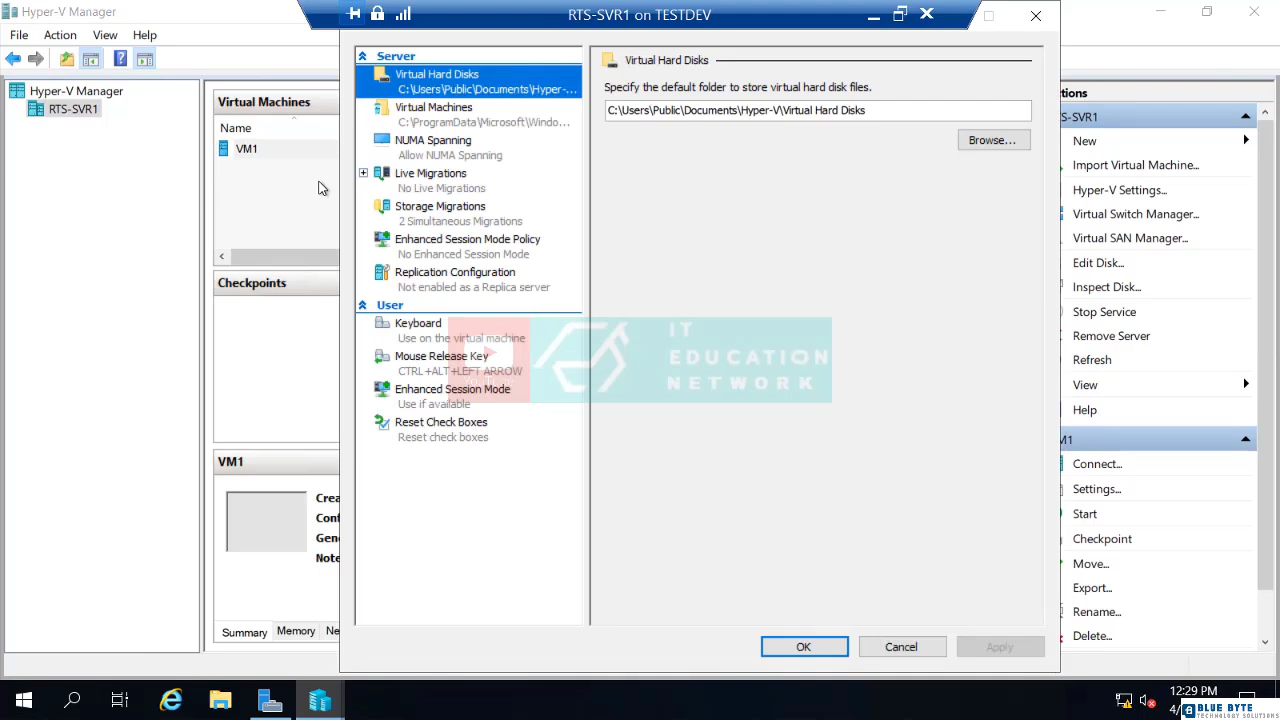 Hyper-V Manager
RTS-SVR1 on TESTDEV
File Action View Help
Hyper-V Manager
RTS-SVR1
Virtual Machines
Name
VM1
Checkpoints
VM1
Summary Memory
Server
Virtual Hard Disks
C:\Users\Public\Documents\Hyper-...
Virtual Machines
C:\ProgramData\Microsoft\Windo...
NUMA Spanning
Allow NUMA Spanning
Live Migrations
No Live Migrations
Storage Migrations
2 Simultaneous Migrations
Enhanced Session Mode Policy
No Enhanced Session Mode
Replication Configuration
Not enabled as a Replica server
User
Keyboard
Use on the virtual machine
Mouse Release Key
CTRL+ALT+LEFT ARROW
Enhanced Session Mode
Use if available
Reset Check Boxes
Reset check boxes
Virtual Hard Disks
Specify the default folder to store virtual hard disk files.
C:\Users\Public\Documents\Hyper-V\Virtual Hard Disks
Browse...
IT
EDUCATION
NETWORK
OK Cancel Apply
New
Import Virtual Machine...
Hyper-V Settings...
Virtual Switch Manager...
Virtual SAN Manager...
Edit Disk...
Inspect Disk...
Stop Service
Remove Server
Refresh
View
Help
Connect...
Settings...
Start
Checkpoint
Move...
Export...
Rename...
Delete...
12:29 PM
BLUE BYTE
TECHNOLOGY SOLUTIONS